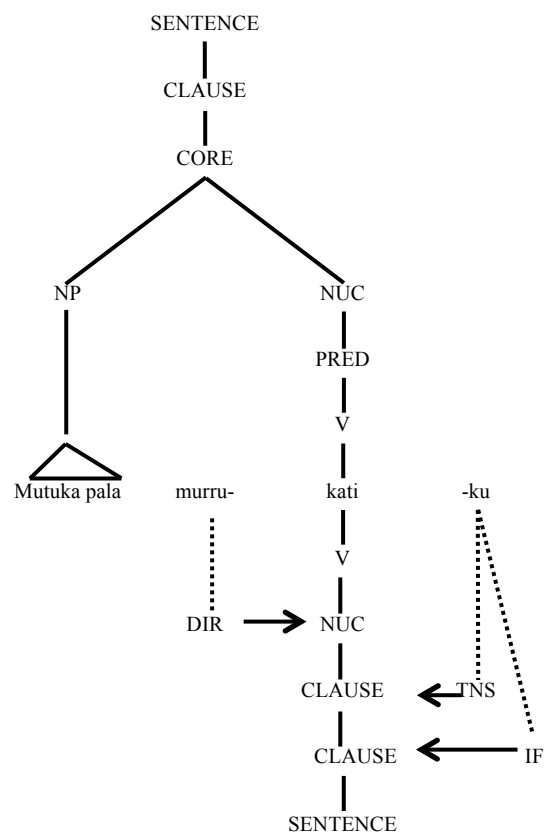 SENTENCE
CLAUSE
CORE
NP NUC
PRED
V
Mutuka pala murru- kati -ku
V
DIR NUC
CLAUSE TNS
CLAUSE IF
SENTENCE